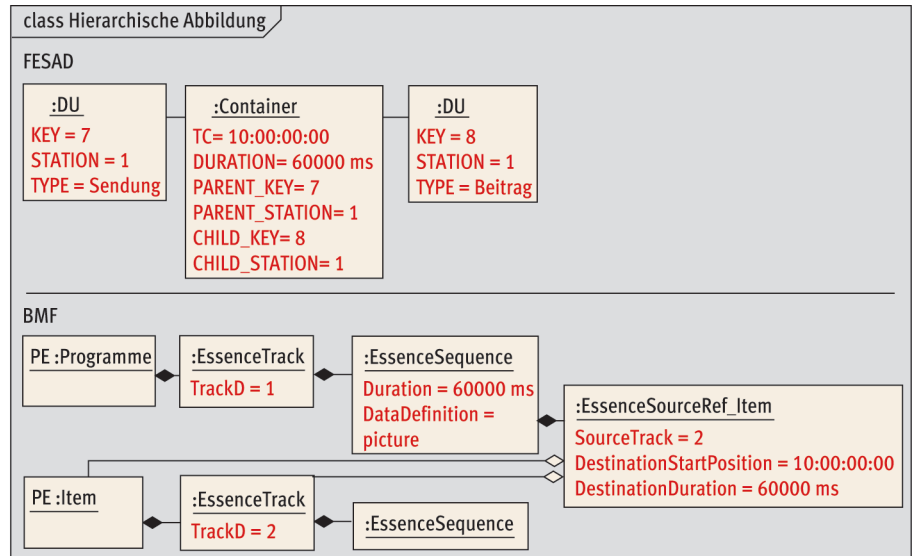 class Hierarchische Abbildung
FESAD
:DU
KEY = 7
STATION = 1
TYPE = Sendung
:Container
TC= 10:00:00:00
DURATION= 60000 ms
PARENT_KEY= 7
PARENT_STATION= 1
CHILD_KEY= 8
CHILD_STATION= 1
:DU
KEY = 8
STATION = 1
TYPE = Beitrag
BMF
PE :Programme
:EssenceTrack
TrackD = 1
:EssenceSequence
Duration = 60000 ms
DataDefinition =
picture
:EssenceSourceRef_Item
SourceTrack = 2
DestinationStartPosition = 10:00:00:00
DestinationDuration = 60000 ms
PE :Item
:EssenceTrack
TrackD = 2
:EssenceSequence